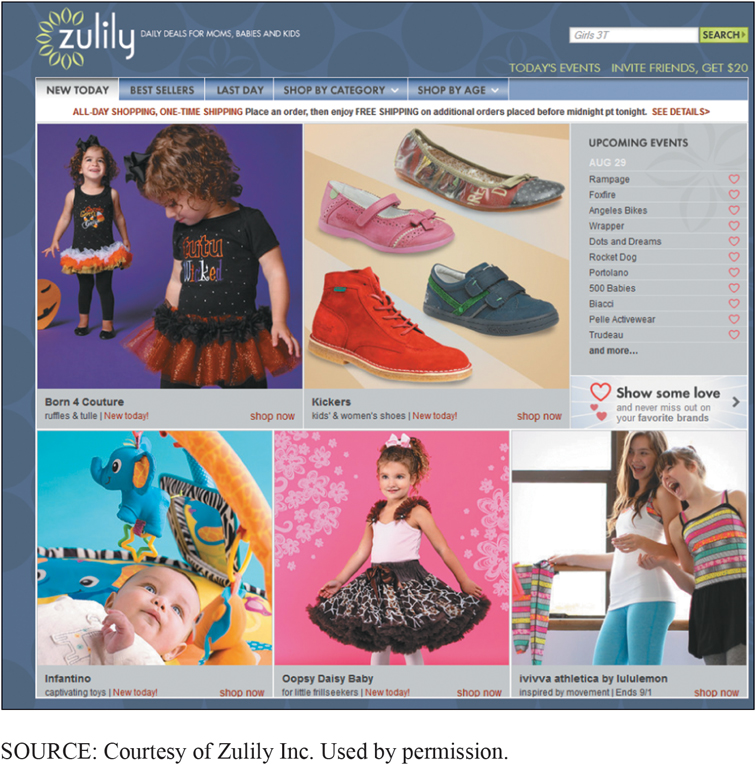 zulily
DAILY DEALS FOR MOMS, BABIES AND KIDS
Girls 3T
SEARCH
TODAY'S EVENTS INVITE FRIENDS, GET $20
NEW TODAY BEST SELLERS LAST DAY SHOP BY CATEGORY SHOP BY AGE
ALL-DAY SHOPPING, ONE-TIME SHIPPING Place an order, then enjoy FREE SHIPPING on additional orders placed before midnight pt tonight. SEE DETAILS>
UPCOMING EVENTS
AUG 29
Rampage
Foxfire
Angeles Bikes
Wrapper
Dots and Dreams
Rocket Dog
Portolano
500 Babies
Biacci
Pelle Activewear
Trudeau
and more...
Show some love
and never miss out on
your favorite brands
Wicked
Born 4 Couture
ruffles & tulle | New today! shop now
Kickers
kids' & women's shoes | New today! shop now
Infantino
captivating toys | New today! shop now
Oopsy Daisy Baby
for little frillseekers | New today! shop now
ivivva athletica by lululemon
inspired by movement | Ends 9/1 shop now
SOURCE: Courtesy of Zulily Inc. Used by permission.